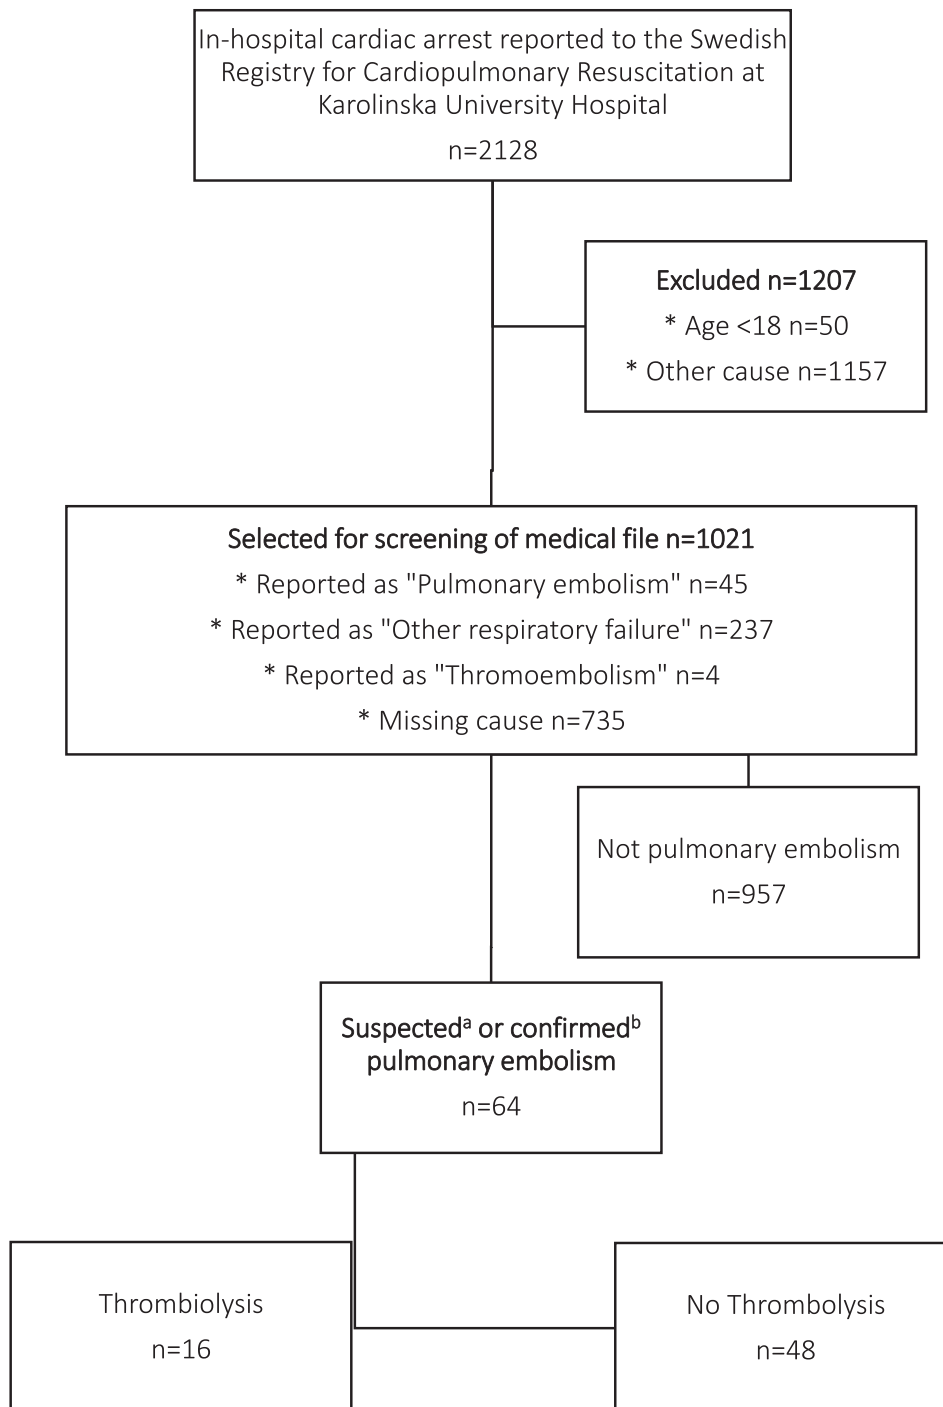 In-hospital cardiac arrest reported to the Swedish
Registry for Cardiopulmonary Resuscitation at
Karolinska University Hospital
n=2128
Excluded n=1207
* Age <18 n=50
* Other cause n=1157
Selected for screening of medical file n=1021
* Reported as "Pulmonary embolism" n=45
* Reported as "Other respiratory failure" n=237
* Reported as "Thromoembolism" n=4
* Missing cause n=735
Not pulmonary embolism
n=957
Suspectedᵃ or confirmedᵇ
pulmonary embolism
n=64
Thrombiolysis
n=16
No Thrombolysis
n=48